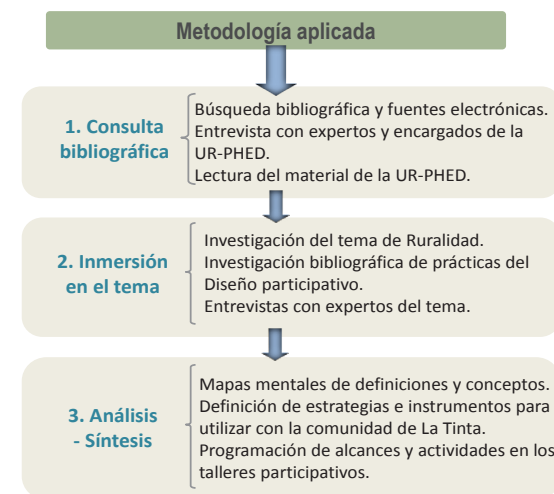 Metodología aplicada
1. Consulta
bibliográfica
Búsqueda bibliográfica y fuentes electrónicas.
Entrevista con expertos y encargados de la
UR-PHED.
Lectura del material de la UR-PHED.
2. Inmersión
en el tema
Investigación del tema de Ruralidad.
Investigación bibliográfica de prácticas del
Diseño participativo.
Entrevistas con expertos del tema.
3. Análisis
- Síntesis
Mapas mentales de definiciones y conceptos.
Definición de estrategias e instrumentos para
utilizar con la comunidad de La Tinta.
Programación de alcances y actividades en los
talleres participativos.